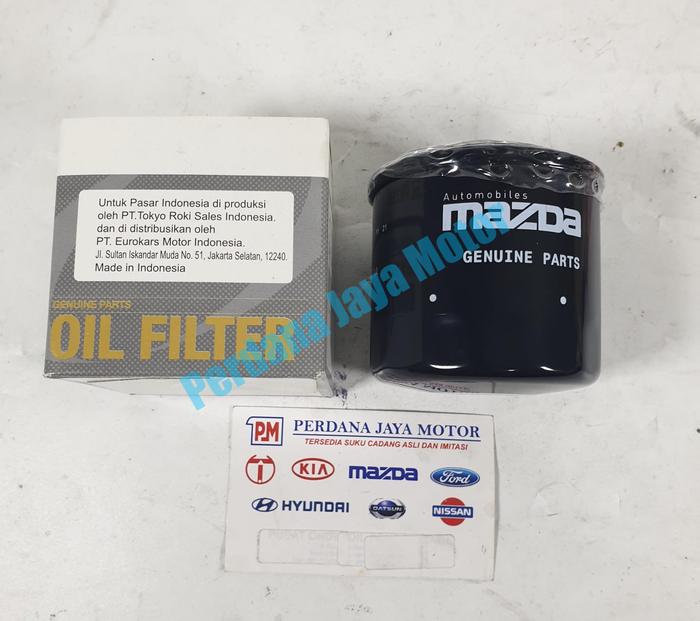 Untuk Pasar Indonesia di produksi
oleh PT.Tokyo Roki Sales Indonesia.
dan di distribusikan oleh
PT. Eurokars Motor Indonesia.
Jl. Sultan Iskandar Muda No. 51, Jakarta Selatan, 12240.
Made in Indonesia
GENUINE PARTS
OIL FILTER
Automobiles
mazda
GENUINE PARTS
Perdana Jaya Motor
PJM
PERDANA JAYA MOTOR
TERSEDIA SUKU CADANG ASLI DAN IMITASI
KIA
mazda
Ford
HYUNDAI
DATSUN
NISSAN